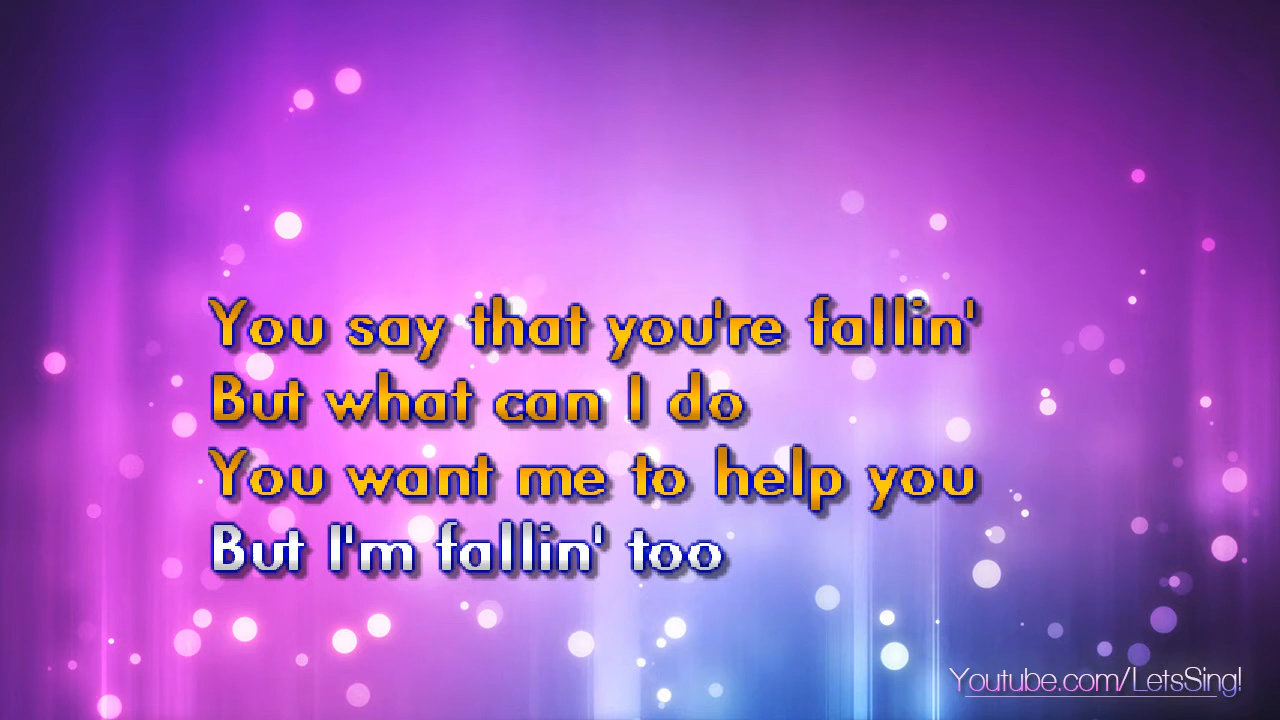 You say that you're fallin'
But what can I do
You want me to help you
But I'm fallin' too
Youtube.com/LetsSing!